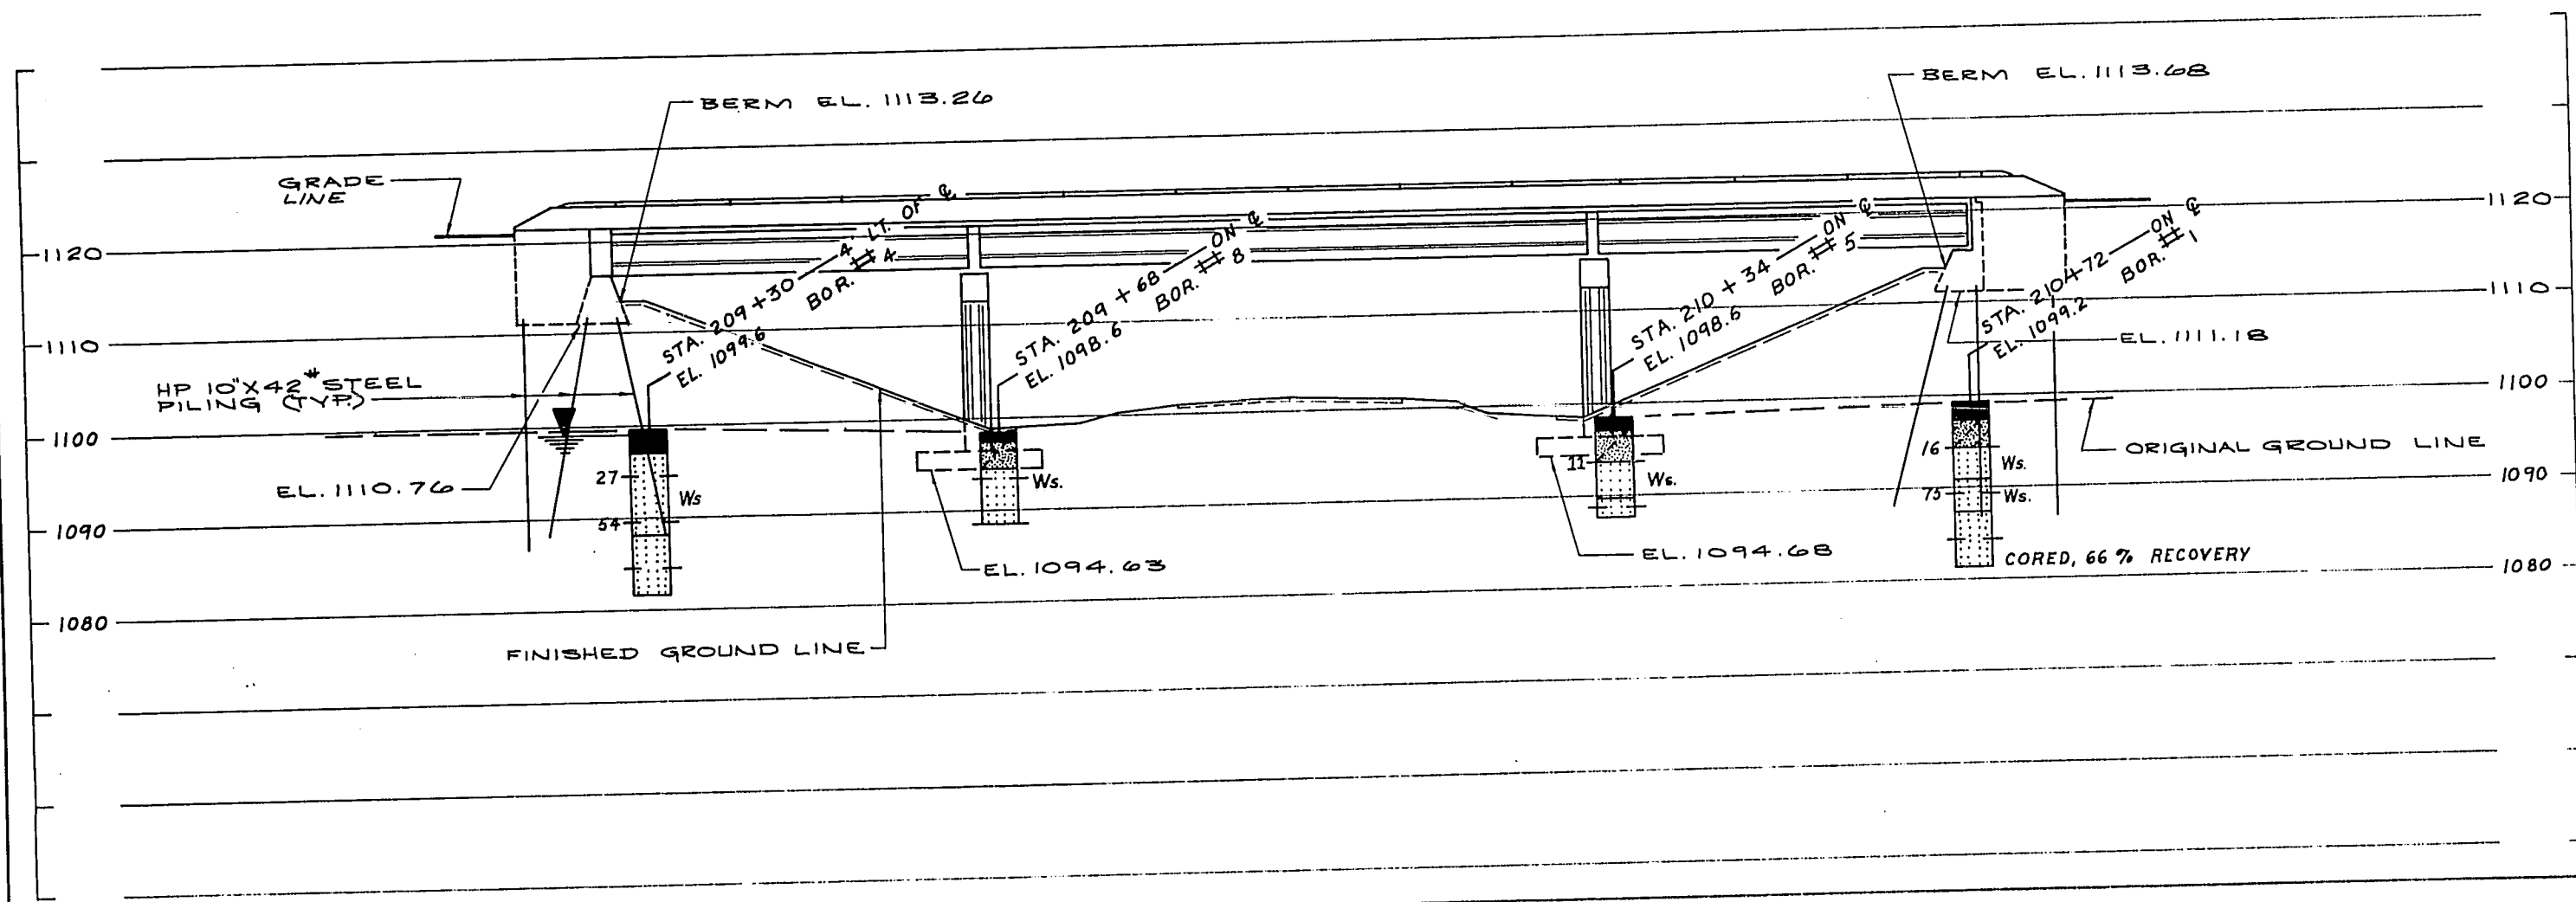 BERM EL. 1113.26
BERM EL. 1113.68
GRADE
LINE
1120
1110
1100
1090
1080
1120
1110
1100
1090
1080
STA. 209+30 4' LT. OF ℄
EL. 1099.6 BOR. #4
STA. 209 + 68 ON ℄
EL. 1098.6 BOR. #8
STA. 210 + 34 ON ℄
EL. 1098.6 BOR. #5
STA. 210+72 ON ℄
EL. 1099.2 BOR. #1
HP 10"X42# STEEL
PILING (TYP.)
EL. 1111.18
ORIGINAL GROUND LINE
EL. 1110.76
27
Ws
54
Ws.
11
Ws.
16
Ws.
75
Ws.
EL. 1094.63
EL. 1094.68
CORED, 66 % RECOVERY
FINISHED GROUND LINE